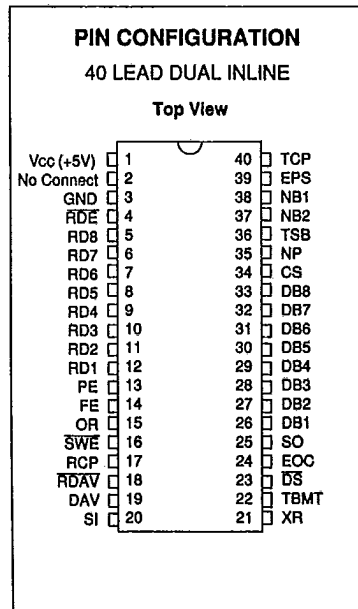 PIN CONFIGURATION
40 LEAD DUAL INLINE
Top View
Vcc (+5V) 1 40 TCP
No Connect 2 39 EPS
GND 3 38 NB1
R̅D̅E̅ 4 37 NB2
RD8 5 36 TSB
RD7 6 35 NP
RD6 7 34 CS
RD5 8 33 DB8
RD4 9 32 DB7
RD3 10 31 DB6
RD2 11 30 DB5
RD1 12 29 DB4
PE 13 28 DB3
FE 14 27 DB2
OR 15 26 DB1
S̅W̅E̅ 16 25 SO
RCP 17 24 EOC
R̅D̅A̅V̅ 18 23 D̅S̅
DAV 19 22 TBMT
SI 20 21 XR